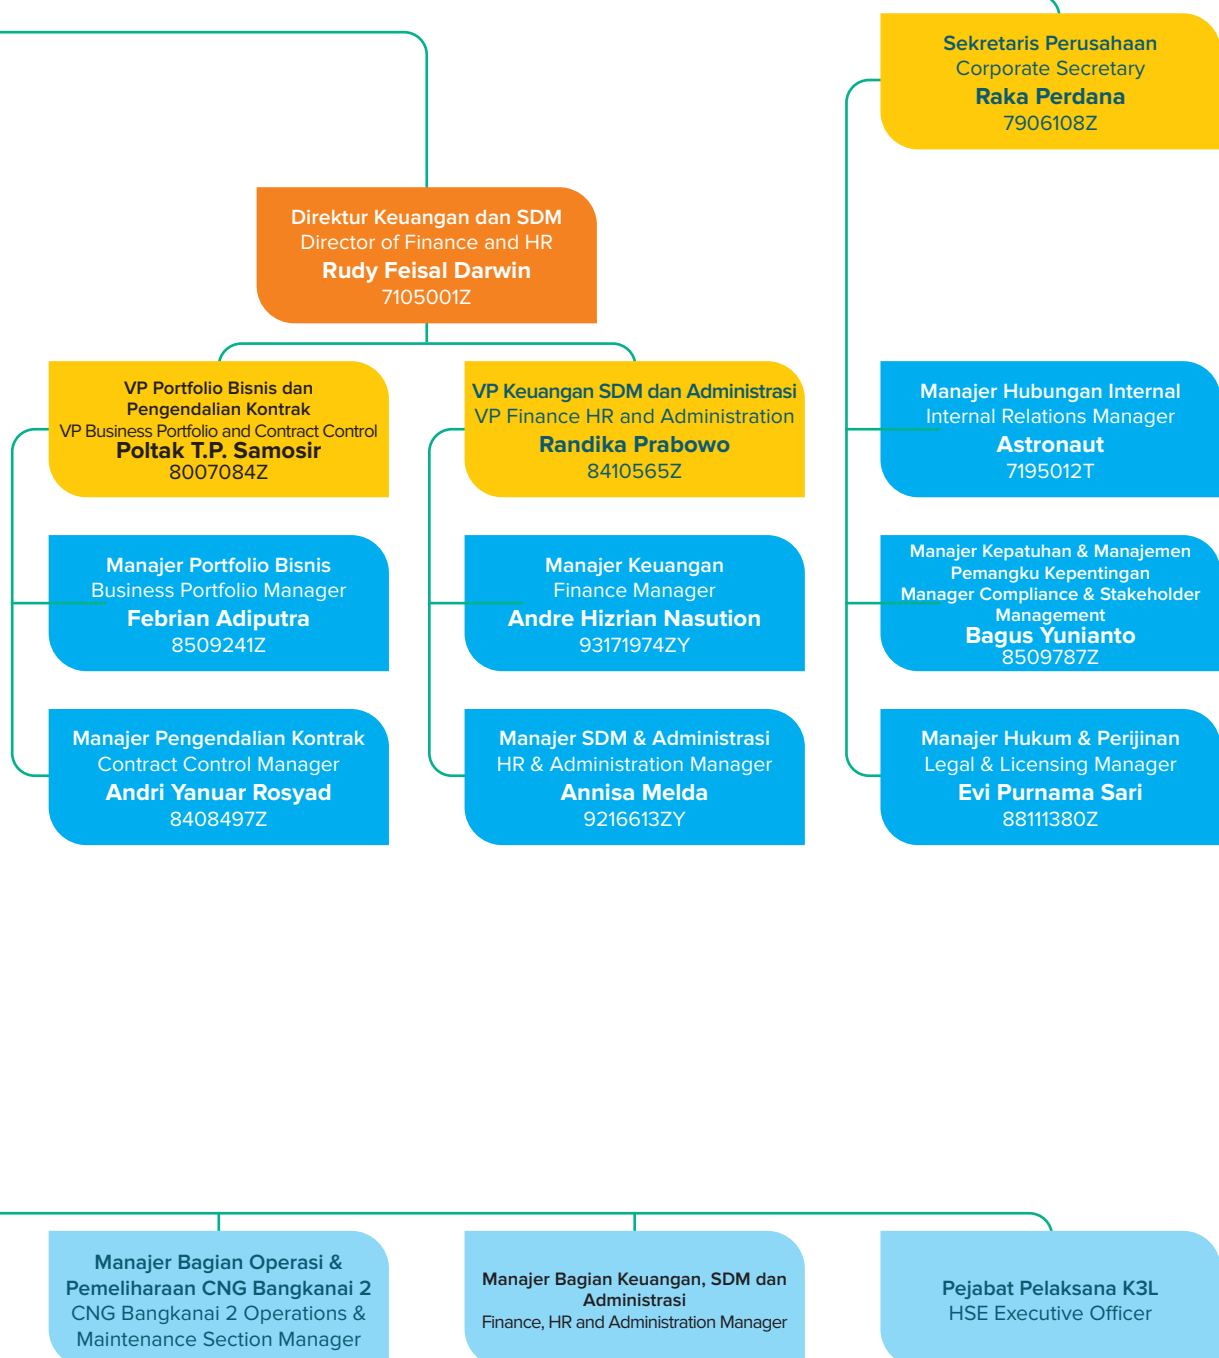 Sekretaris Perusahaan
Corporate Secretary
Raka Perdana
7906108Z
Direktur Keuangan dan SDM
Director of Finance and HR
Rudy Feisal Darwin
7105001Z
VP Portfolio Bisnis dan
Pengendalian Kontrak
VP Business Portfolio and Contract Control
Poltak T.P. Samosir
8007084Z
VP Keuangan SDM dan Administrasi
VP Finance HR and Administration
Randika Prabowo
8410565Z
Manajer Hubungan Internal
Internal Relations Manager
Astronaut
7195012T
Manajer Portfolio Bisnis
Business Portfolio Manager
Febrian Adiputra
8509241Z
Manajer Keuangan
Finance Manager
Andre Hizrian Nasution
93171974ZY
Manajer Kepatuhan & Manajemen
Pemangku Kepentingan
Manager Compliance & Stakeholder
Management
Bagus Yunianto
8509787Z
Manajer Pengendalian Kontrak
Contract Control Manager
Andri Yanuar Rosyad
8408497Z
Manajer SDM & Administrasi
HR & Administration Manager
Annisa Melda
9216613ZY
Manajer Hukum & Perijinan
Legal & Licensing Manager
Evi Purnama Sari
88111380Z
Manajer Bagian Operasi &
Pemeliharaan CNG Bangkanai 2
CNG Bangkanai 2 Operations &
Maintenance Section Manager
Manajer Bagian Keuangan, SDM dan
Administrasi
Finance, HR and Administration Manager
Pejabat Pelaksana K3L
HSE Executive Officer